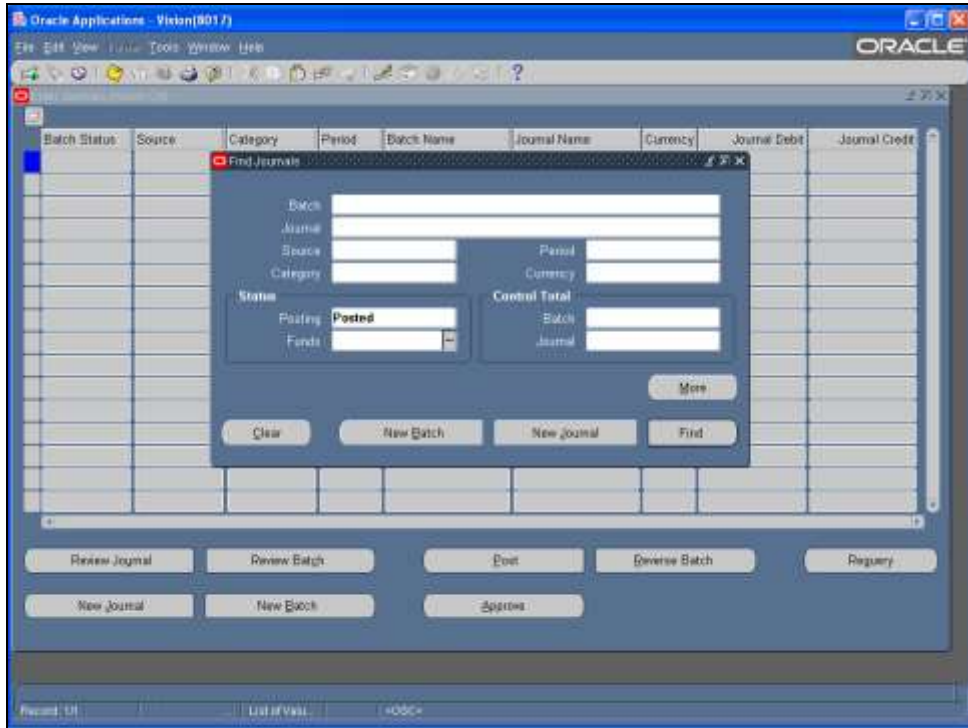 Oracle Applications - Vision(8017)
File Edit View Tools Window Help
ORACLE
Batch Status Source Category Period Batch Name Journal Name Currency Journal Debit Journal Credit
Find Journals
Batch
Journal
Source Period
Category Currency
Status Control Total
Posting Posted Batch
Funds Journal
More
Clear New Batch New Journal Find
Review Journal Review Batch Post Reverse Batch Requery
New Journal New Batch Approve
Record: 1/1 List of Valu... <OSC>